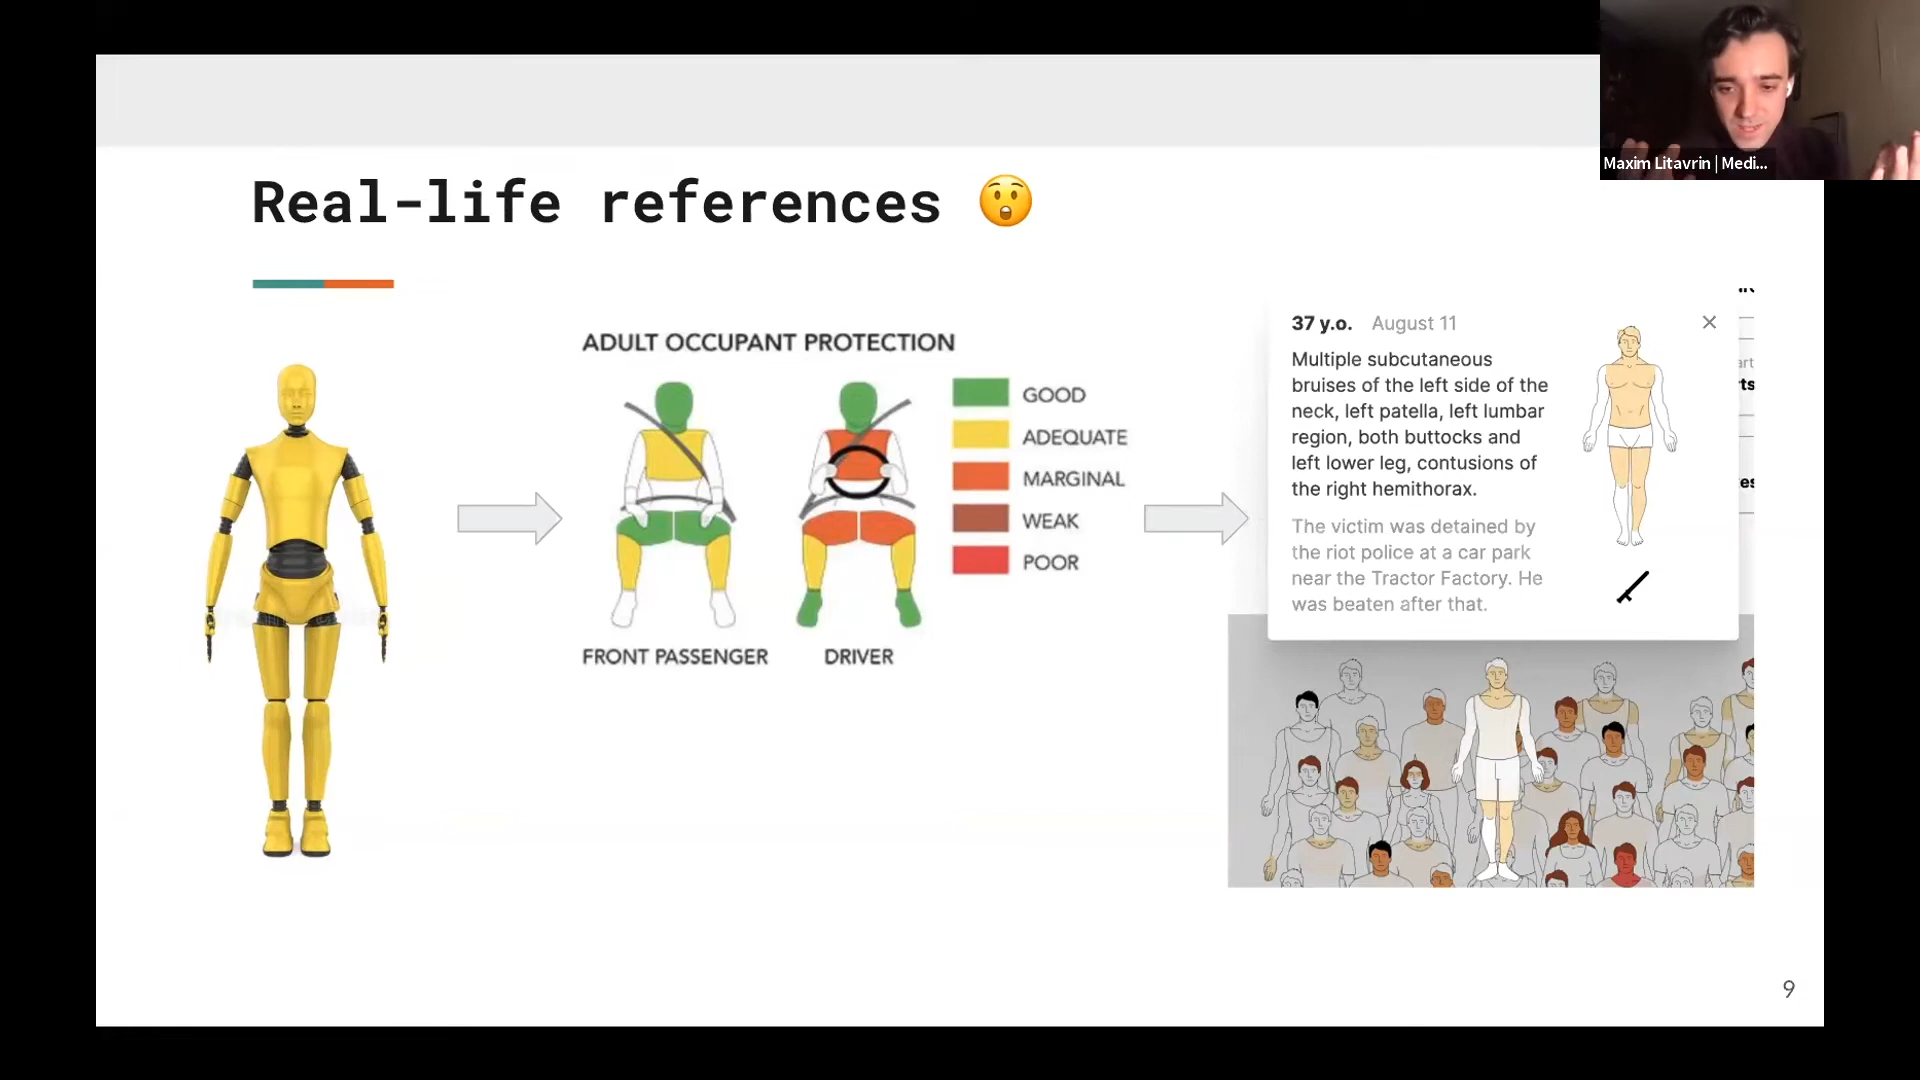 Maxim Litavrin | Medi...
Real-life references 😲
ADULT OCCUPANT PROTECTION
GOOD
ADEQUATE
MARGINAL
WEAK
POOR
FRONT PASSENGER
DRIVER
37 y.o. August 11
Multiple subcutaneous
bruises of the left side of the
neck, left patella, left lumbar
region, both buttocks and
left lower leg, contusions of
the right hemithorax.
The victim was detained by
the riot police at a car park
near the Tractor Factory. He
was beaten after that.
9